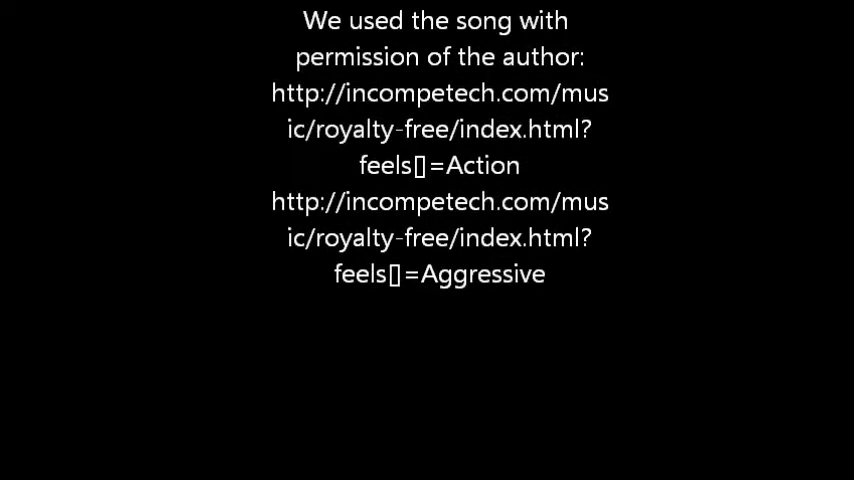 We used the song with
permission of the author:
http://incompetech.com/mus
ic/royalty-free/index.html?
feels[]=Action
http://incompetech.com/mus
ic/royalty-free/index.html?
feels[]=Aggressive